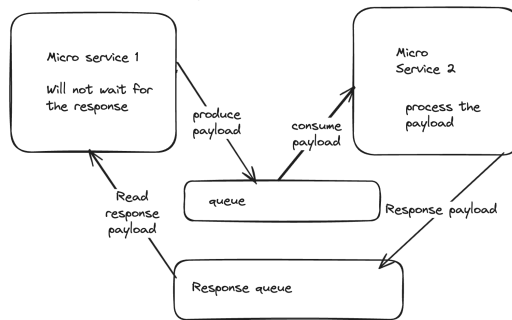 Micro service 1
Will not wait for
the response
Micro
Service 2
process the
payload
produce
payload
consume
payload
queue
Read
response
payload
Response payload
Response queue